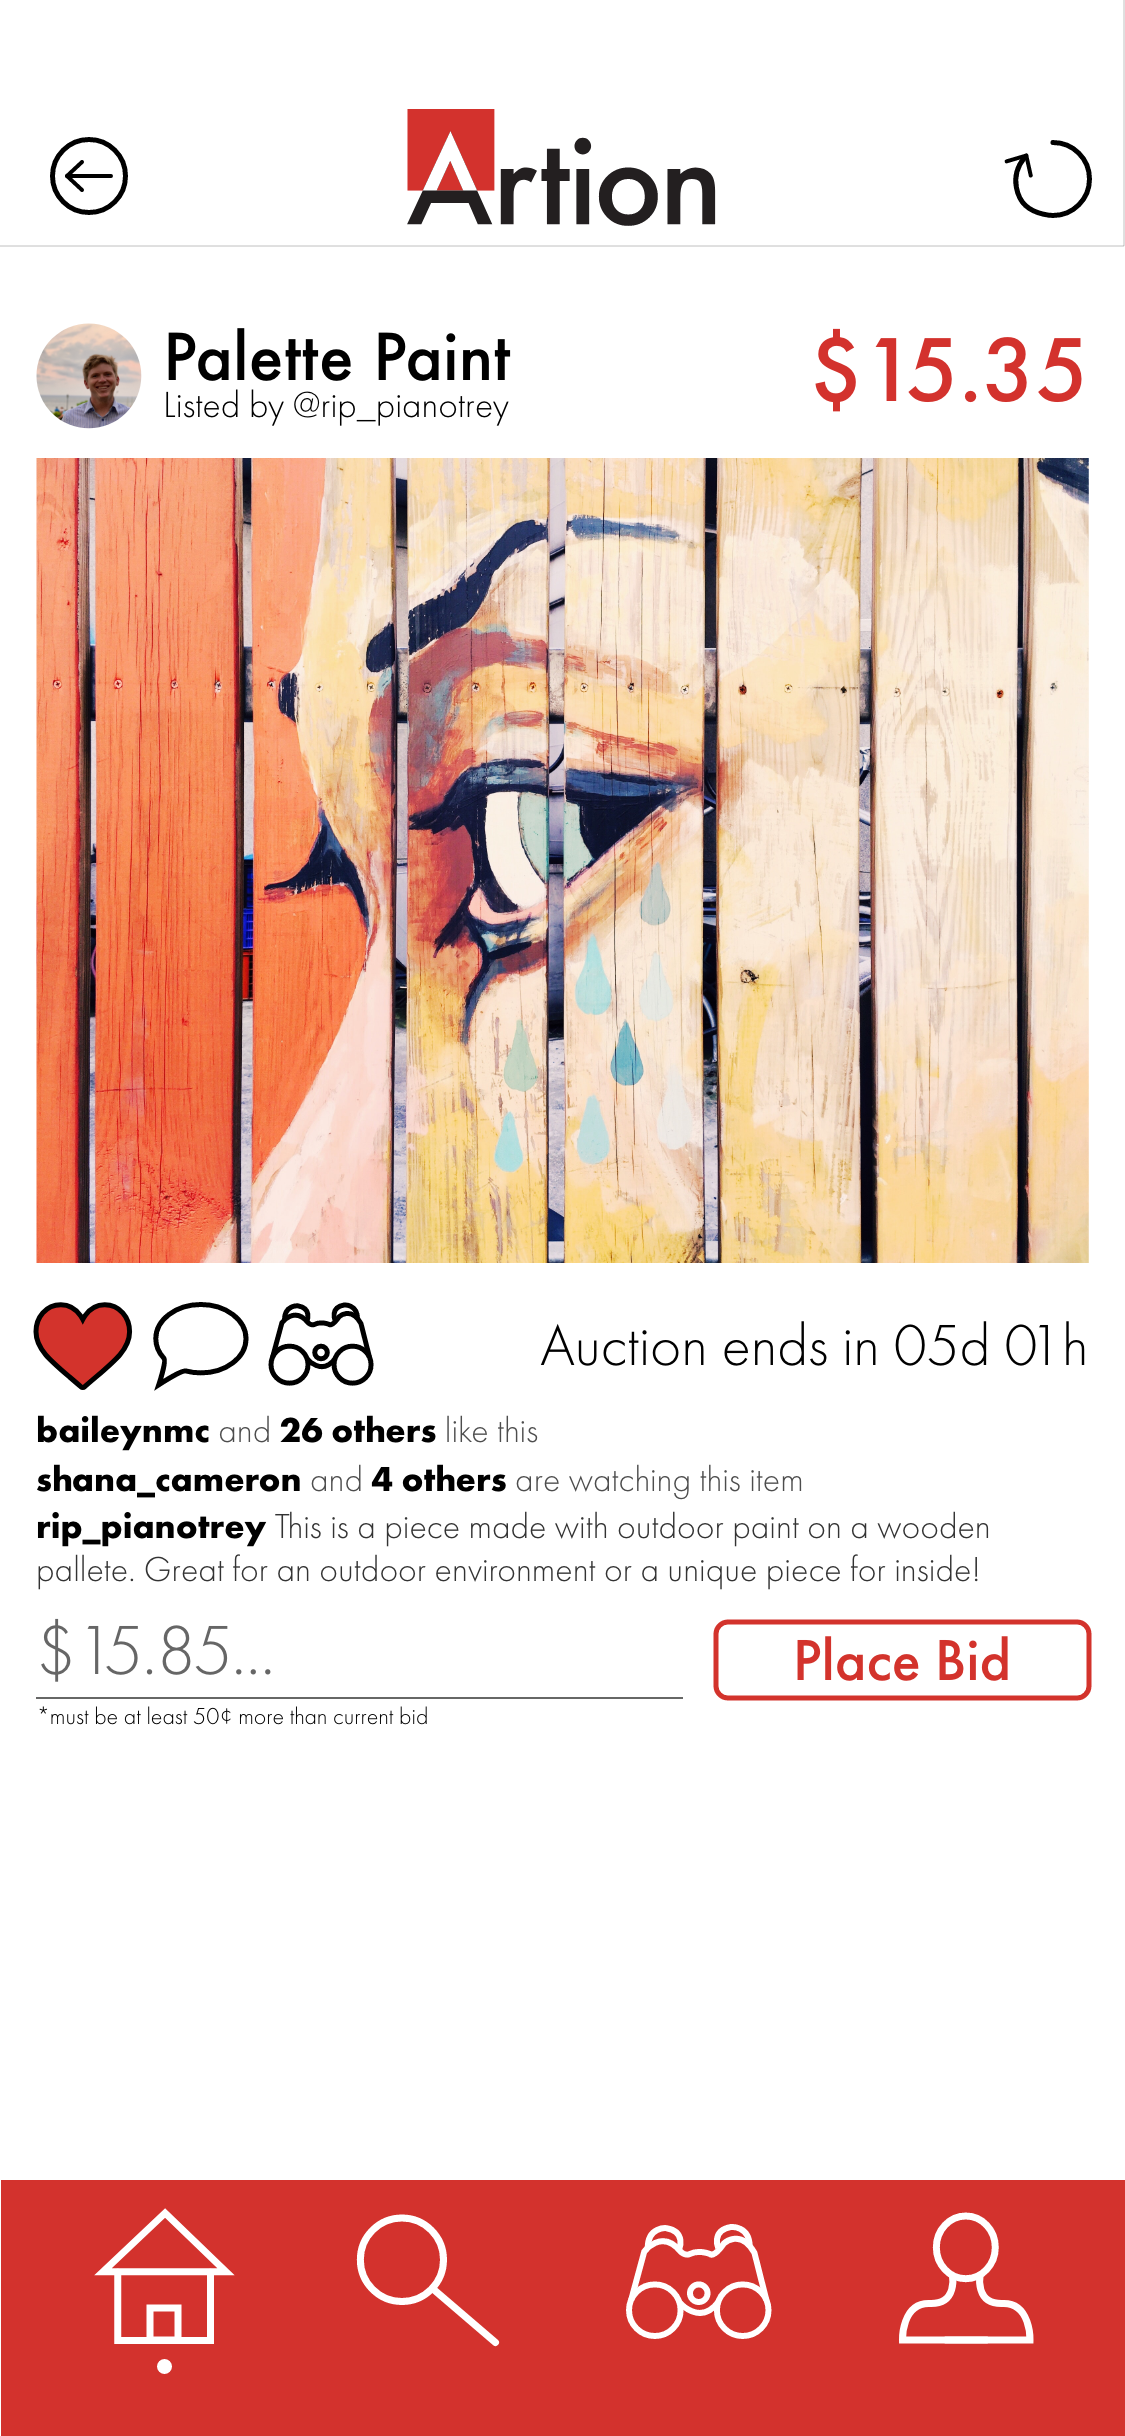 Artion
Palette Paint
$15.35
Listed by @rip_pianotrey
Auction ends in 05d 01h
baileynmc and 26 others like this
shana_cameron and 4 others are watching this item
rip_pianotrey This is a piece made with outdoor paint on a wooden
pallete. Great for an outdoor environment or a unique piece for inside!
$15.85...
Place Bid
*must be at least 50¢ more than current bid